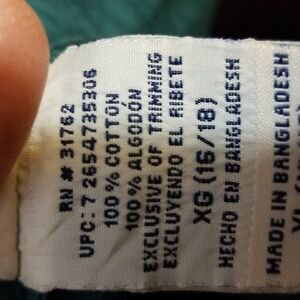 RN # 31762
UPC: 7 2654735306
100% COTTON
100% ALGODÓN
EXCLUSIVE OF TRIMMING
EXCLUYENDO EL RIBETE
XG (16/18)
HECHO EN BANGLADESH
MADE IN BANGLADESH